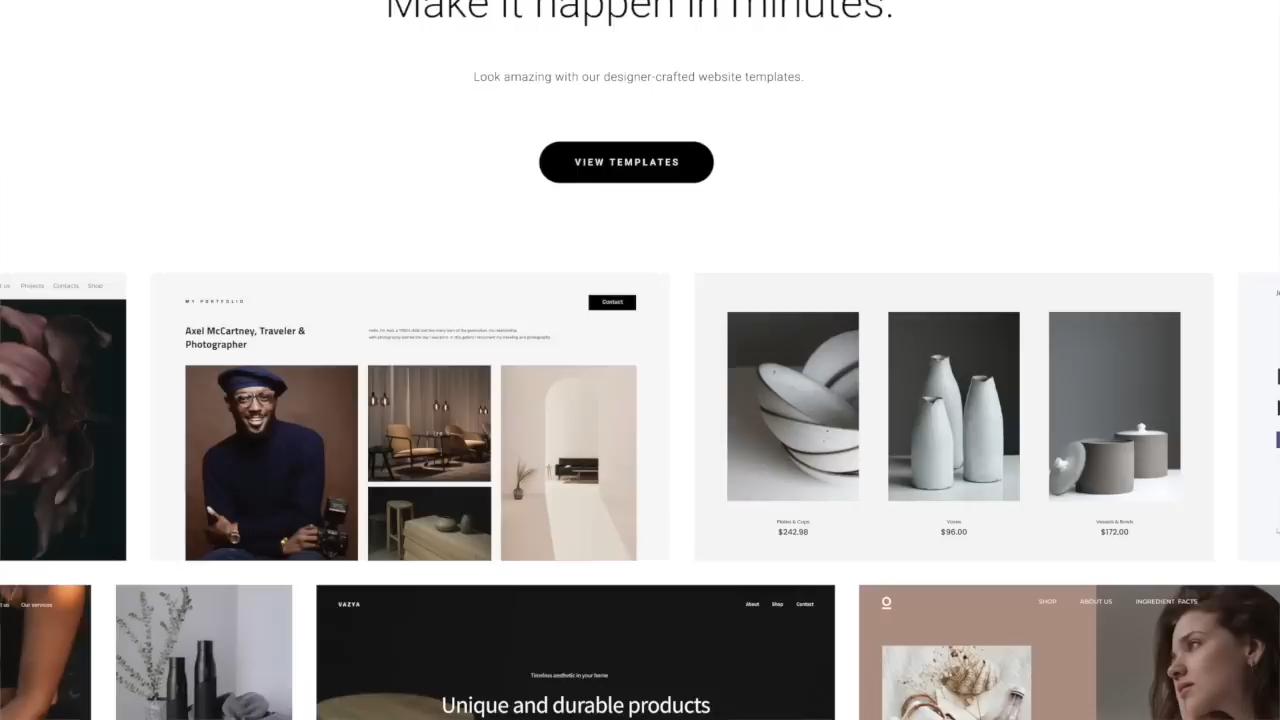 Make it happen in minutes.
Look amazing with our designer-crafted website templates.
VIEW TEMPLATES
t us Projects Contacts Shop
MY PORTFOLIO
Contact
Axel McCartney, Traveler &
Photographer
Plates & Cups
$242.98
Vases
$96.00
Vessels & Bowls
$172.00
t us Our services
VAZYA
About Shop Contact
Timeless aesthetic in your home
Unique and durable products
SHOP ABOUT US INGREDIENT FACTS